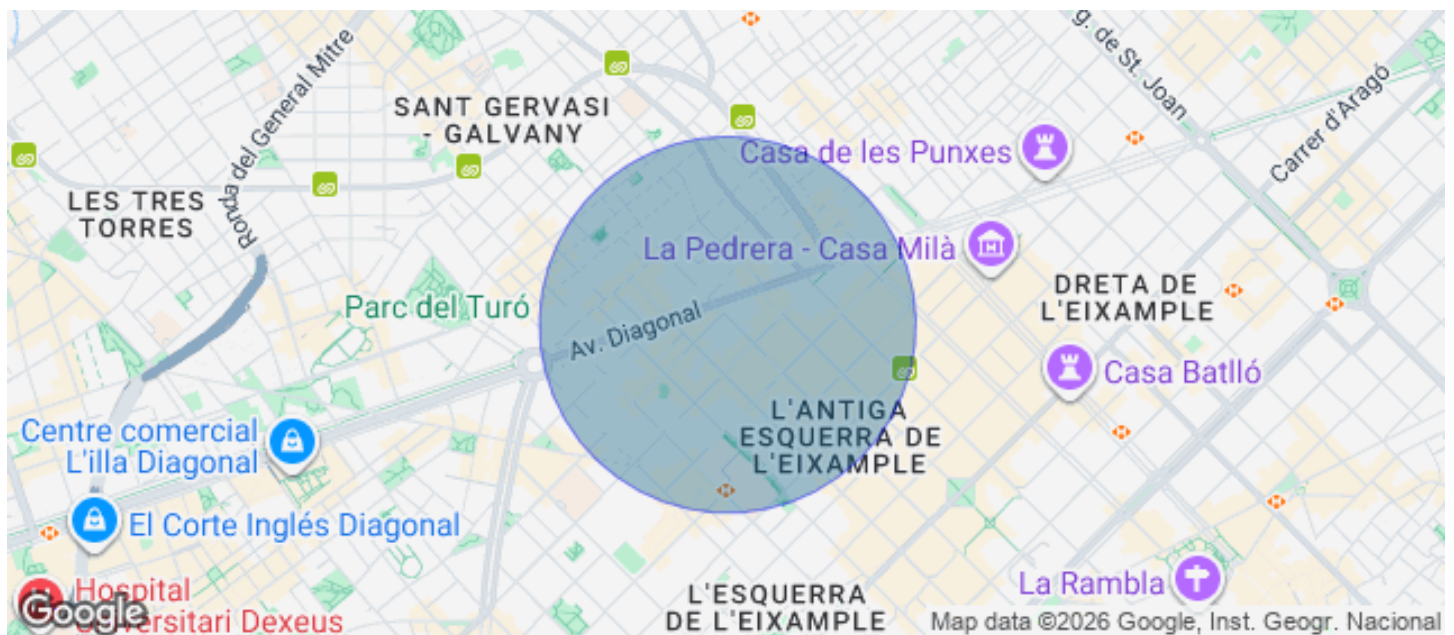 g. de St. Joan
Carrer d'Aragó
Ronda del General Mitre
SANT GERVASI
- GALVANY
Casa de les Punxes
LES TRES
TORRES
La Pedrera - Casa Milà
DRETA DE
L'EIXAMPLE
Parc del Turó
Av. Diagonal
Casa Batlló
L'ANTIGA
ESQUERRA DE
L'EIXAMPLE
Centre comercial
L'illa Diagonal
El Corte Inglés Diagonal
Hospital
Universitari Dexeus
L'ESQUERRA
DE L'EIXAMPLE
La Rambla
Google
Map data ©2026 Google, Inst. Geogr. Nacional